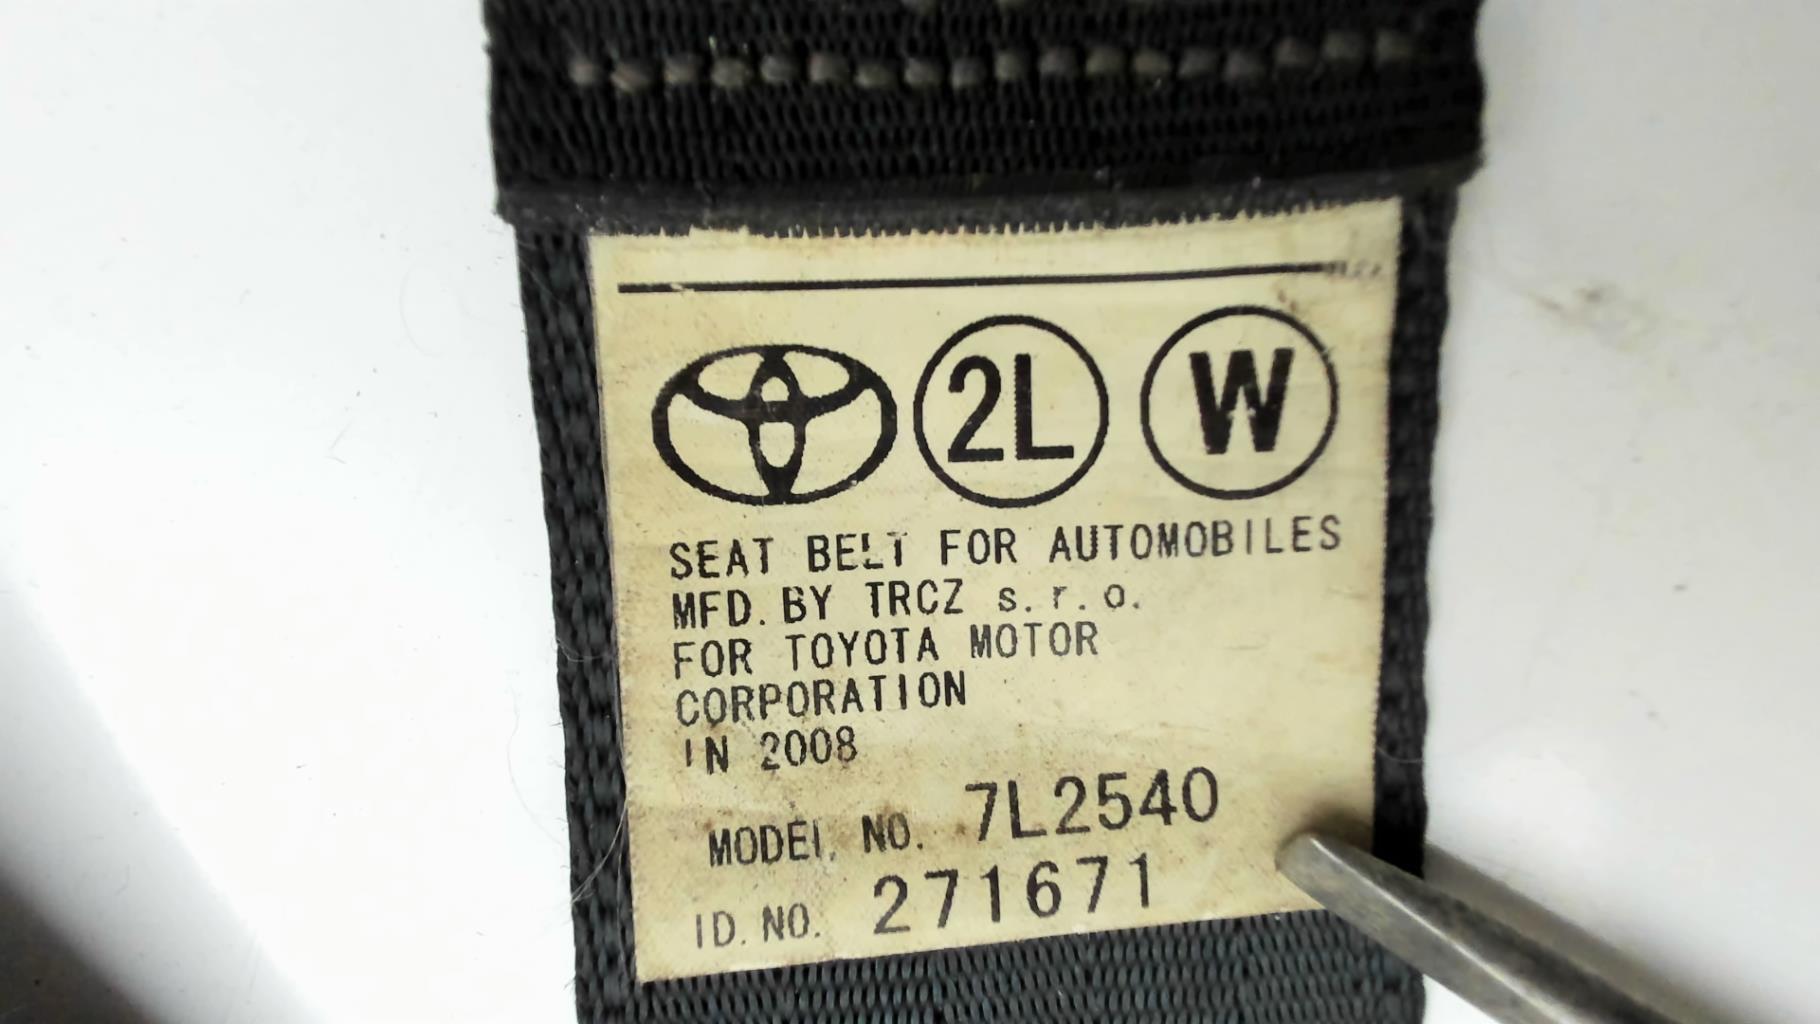 2L W
SEAT BELT FOR AUTOMOBILES
MFD. BY TRCZ s.r.o.
FOR TOYOTA MOTOR
CORPORATION
IN 2008
MODEL NO. 7L2540
ID. NO. 271671